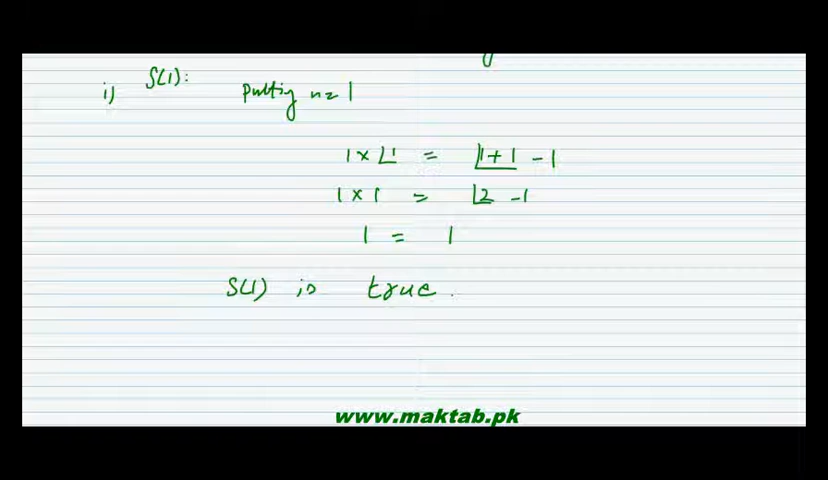 i) S(1): Putting n = 1
1 × ⌊1 = ⌊1+1 - 1
1 × 1 = ⌊2 - 1
1 = 1
S(1) is true.
www.maktab.pk